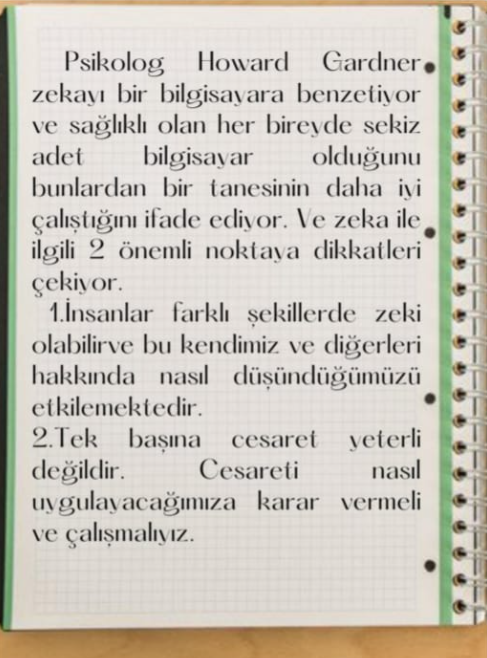 Psikolog Howard Gardner
zekayı bir bilgisayara benzetiyor
ve sağlıklı olan her bireyde sekiz
adet bilgisayar olduğunu
bunlardan bir tanesinin daha iyi
çalıştığını ifade ediyor. Ve zeka ile
ilgili 2 önemli noktaya dikkatleri
çekiyor.
1.İnsanlar farklı şekillerde zeki
olabilirve bu kendimiz ve diğerleri
hakkında nasıl düşündüğümüzü
etkilemektedir.
2.Tek başına cesaret yeterli
değildir. Cesareti nasıl
uygulayacağımıza karar vermeli
ve çalışmalıyız.